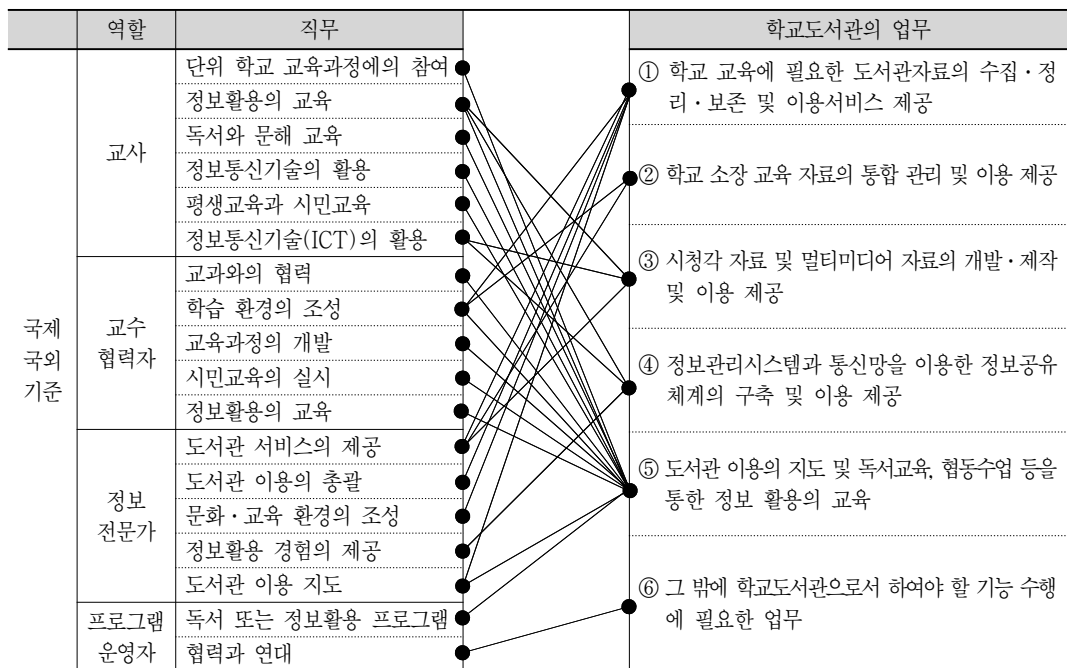 역할 직무 학교도서관의 업무
국제
국외
기준
교사
단위 학교 교육과정에의 참여
정보활용의 교육
독서와 문해 교육
정보통신기술의 활용
평생교육과 시민교육
정보통신기술(ICT)의 활용
교수
협력자
교과와의 협력
학습 환경의 조성
교육과정의 개발
시민교육의 실시
정보활용의 교육
정보
전문가
도서관 서비스의 제공
도서관 이용의 총괄
문화·교육 환경의 조성
정보활용 경험의 제공
도서관 이용 지도
프로그램
운영자
독서 또는 정보활용 프로그램
협력과 연대
① 학교 교육에 필요한 도서관자료의 수집·정
리·보존 및 이용서비스 제공
② 학교 소장 교육 자료의 통합 관리 및 이용 제공
③ 시청각 자료 및 멀티미디어 자료의 개발·제작
및 이용 제공
④ 정보관리시스템과 통신망을 이용한 정보공유
체계의 구축 및 이용 제공
⑤ 도서관 이용의 지도 및 독서교육, 협동수업 등을
통한 정보 활용의 교육
⑥ 그 밖에 학교도서관으로서 하여야 할 기능 수행
에 필요한 업무